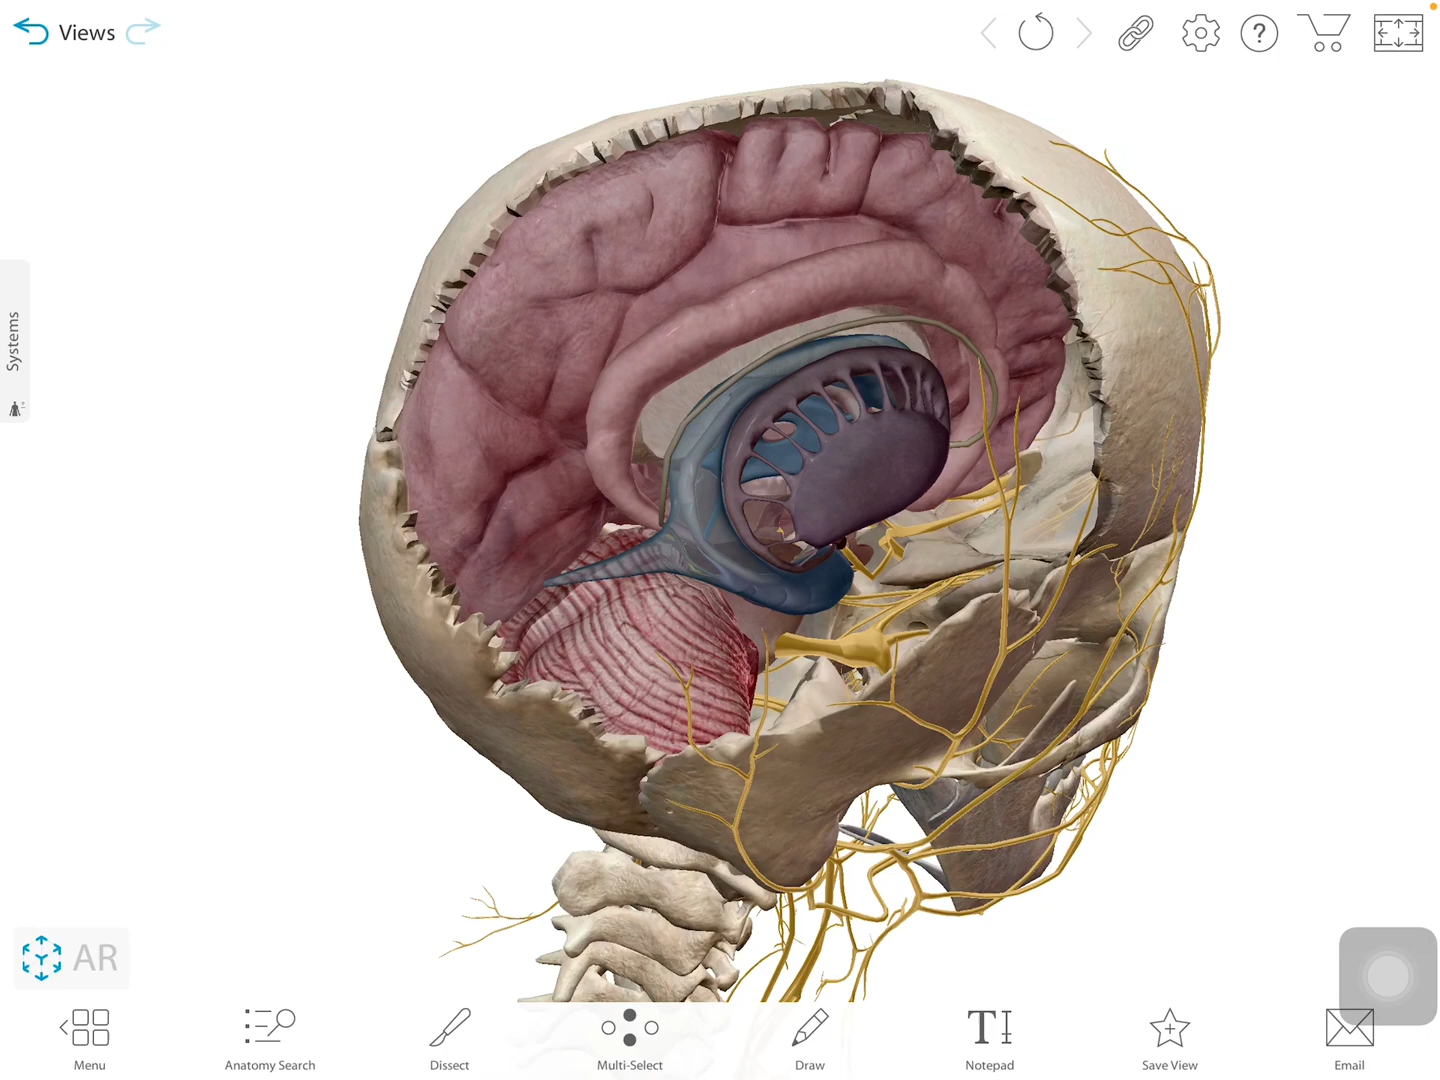 Views
?
Systems
AR
Menu
Anatomy Search
Dissect
Multi-Select
Draw
T
Notepad
Save View
Email